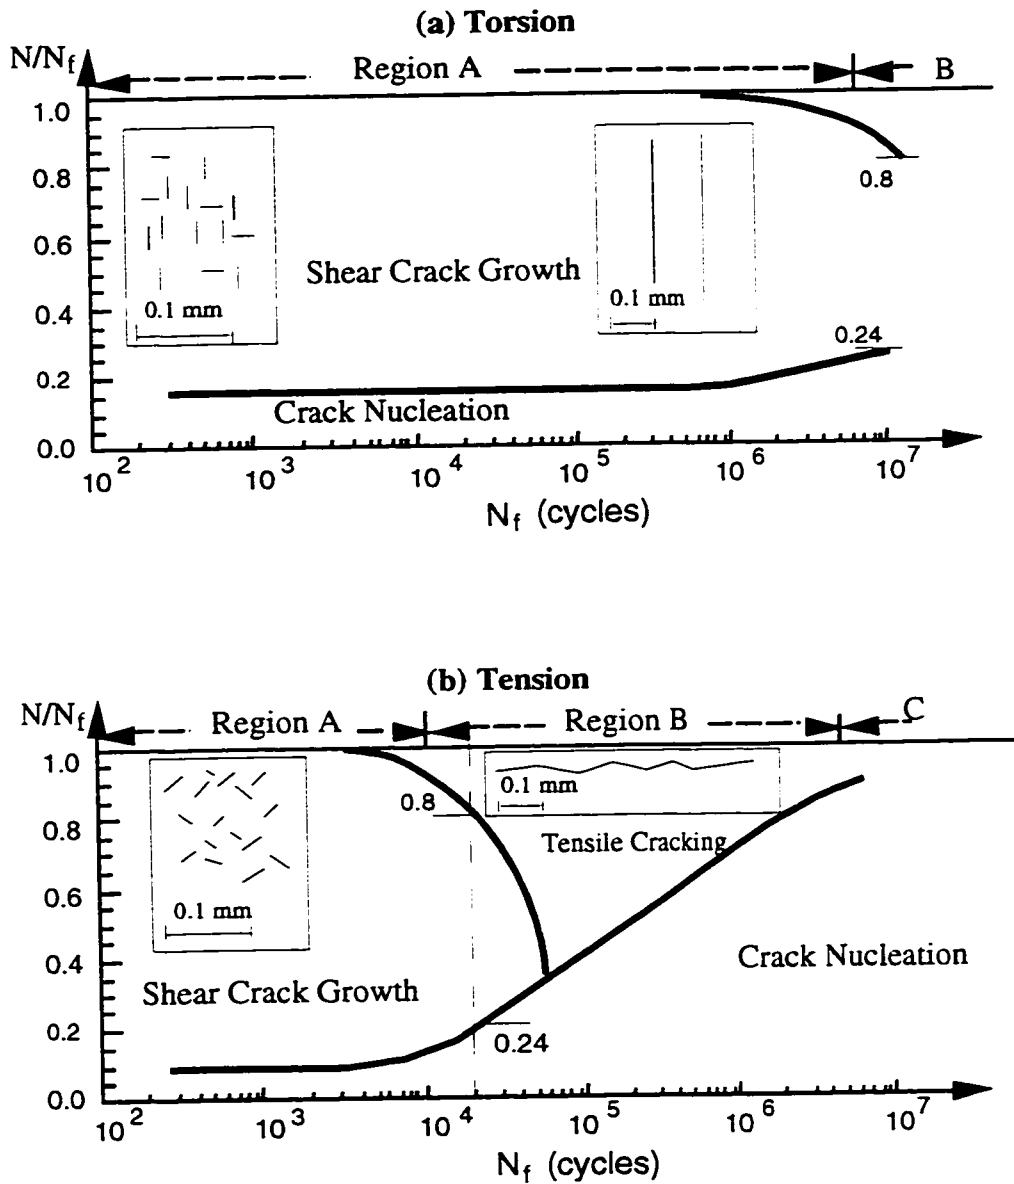 (a) Torsion
N/Nf Region A B
1.0
0.8
0.8
0.6
Shear Crack Growth
0.1 mm 0.1 mm
0.4
0.24
0.2
Crack Nucleation
0.0
10^2 10^3 10^4 10^5 10^6 10^7
Nf (cycles)
(b) Tension
N/Nf Region A Region B C
1.0
0.1 mm
0.8
0.8
Tensile Cracking
0.6
0.1 mm
0.4
Crack Nucleation
Shear Crack Growth
0.2
0.24
0.0
10^2 10^3 10^4 10^5 10^6 10^7
Nf (cycles)